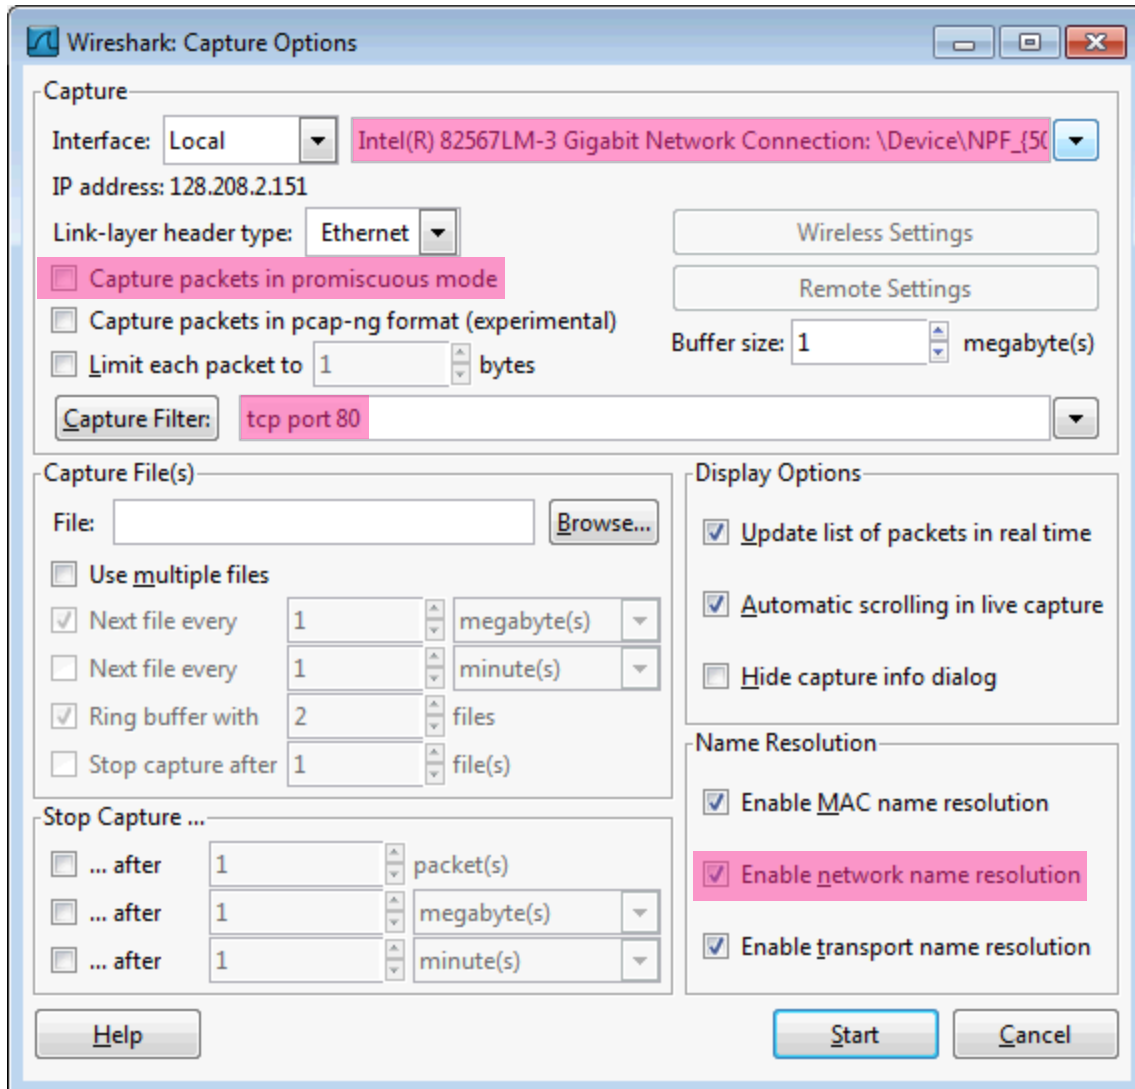 Wireshark: Capture Options
Capture
Interface: Local Intel(R) 82567LM-3 Gigabit Network Connection: \Device\NPF_{50
IP address: 128.208.2.151
Link-layer header type: Ethernet Wireless Settings
Capture packets in promiscuous mode Remote Settings
Capture packets in pcap-ng format (experimental)
Buffer size: 1 megabyte(s)
Limit each packet to 1 bytes
Capture Filter: tcp port 80
Capture File(s)
File: Browse...
Use multiple files
Next file every 1 megabyte(s)
Next file every 1 minute(s)
Ring buffer with 2 files
Stop capture after 1 file(s)
Stop Capture ...
... after 1 packet(s)
... after 1 megabyte(s)
... after 1 minute(s)
Display Options
Update list of packets in real time
Automatic scrolling in live capture
Hide capture info dialog
Name Resolution
Enable MAC name resolution
Enable network name resolution
Enable transport name resolution
Help Start Cancel